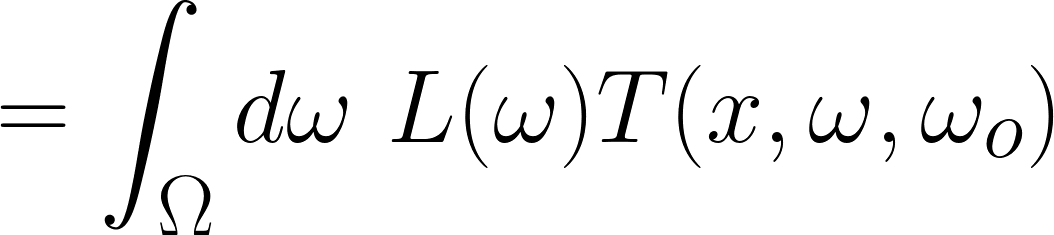 = ∫_Ω dω L(ω)T(x, ω, ω_o)